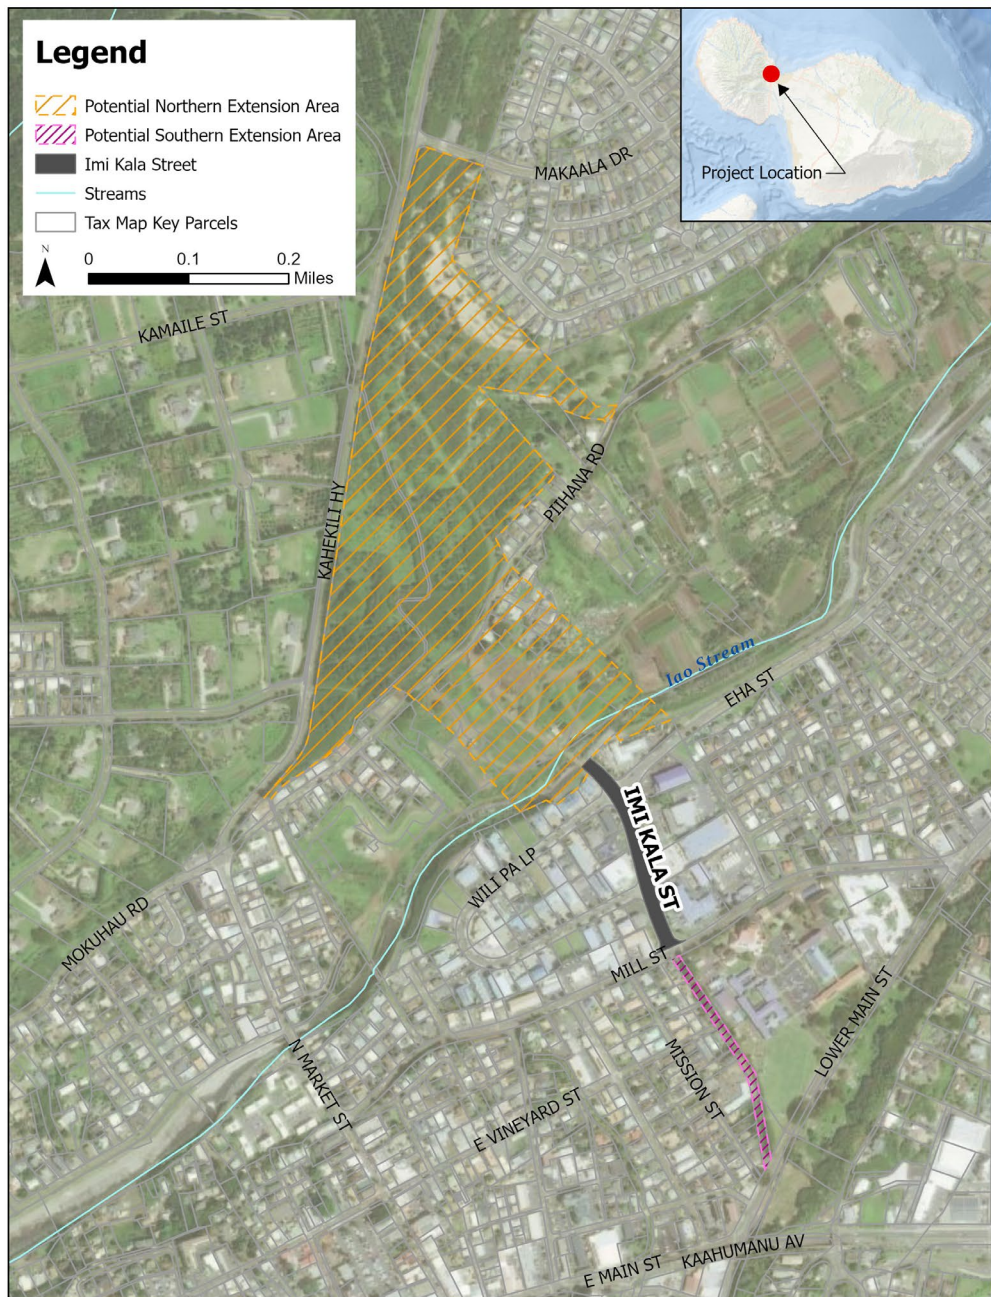 Legend
Potential Northern Extension Area
Potential Southern Extension Area
Imi Kala Street
Streams
Tax Map Key Parcels
N
0 0.1 0.2
Miles
Project Location
MAKAALA DR
KAMAILE ST
KAHEKILI HY
PIIHANA RD
Iao Stream
EHA ST
IMI KALA ST
WILI PA LP
MOKUHAU RD
MILL ST
LOWER MAIN ST
N MARKET ST
MISSION ST
E VINEYARD ST
E MAIN ST
KAAHUMANU AV